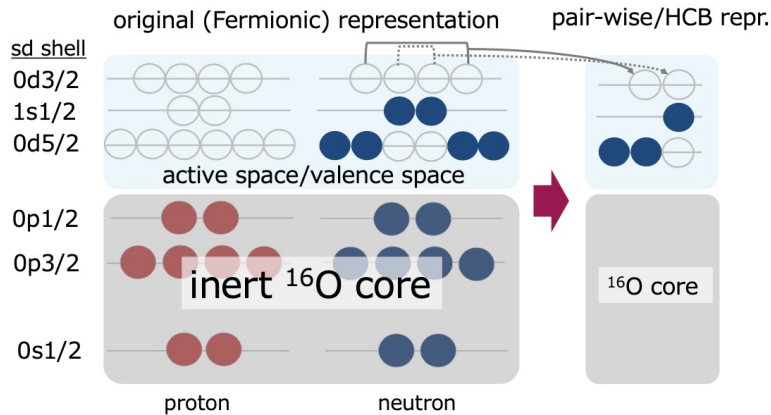 original (Fermionic) representation
pair-wise/HCB repr.
sd shell
0d3/2
1s1/2
0d5/2
active space/valence space
0p1/2
0p3/2
inert ¹⁶O core
¹⁶O core
0s1/2
proton
neutron